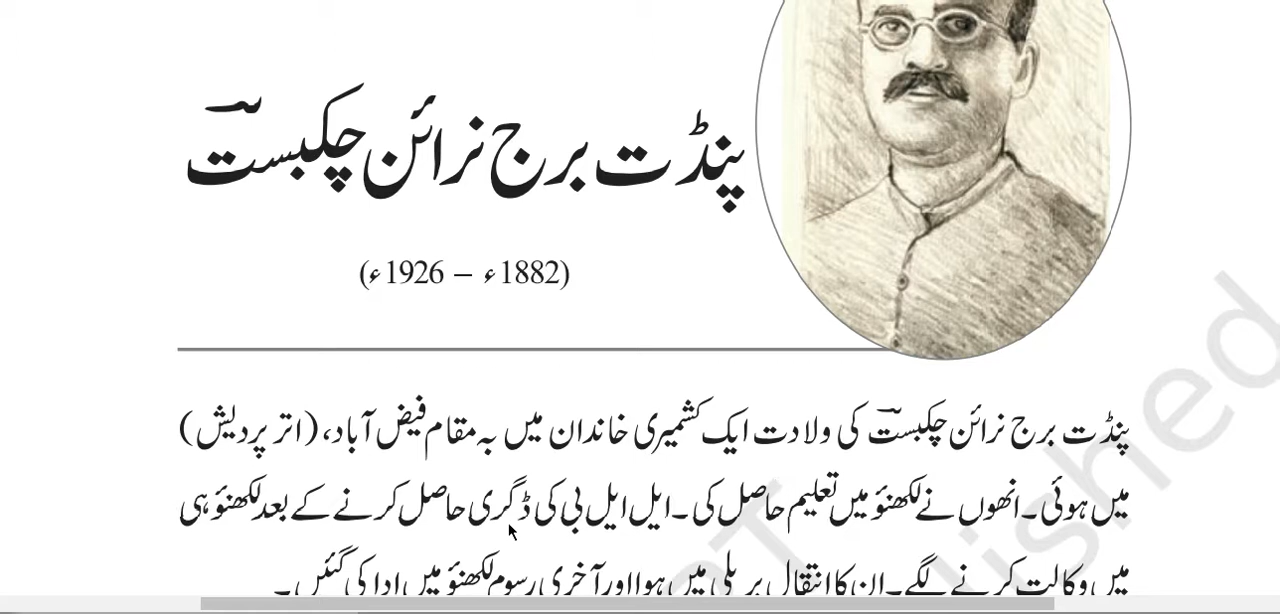 پنڈت برج نرائن چکبستؔ
(1882ء – 1926ء)
پنڈت برج نرائن چکبستؔ کی ولادت ایک کشمیری خاندان میں بہ مقام فیض آباد، (اتر پردیش)
میں ہوئی۔ انھوں نے لکھنؤ میں تعلیم حاصل کی۔ ایل ایل بی کی ڈگری حاصل کرنے کے بعد لکھنؤ ہی
میں وکالت کرنے لگے۔ ان کا انتقال بریلی میں ہوا اور آخری رسوم لکھنؤ میں ادا کی گئیں۔
lished